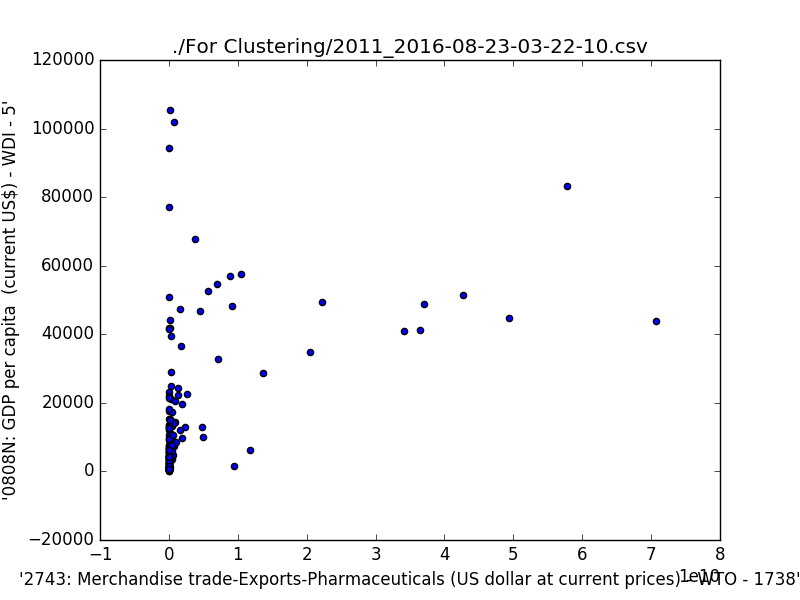 ./For Clustering/2011_2016-08-23-03-22-10.csv
120000
100000
80000
60000
40000
20000
0
−20000
'0808N: GDP per capita  (current US$) - WDI - 5'
−1 0 1 2 3 4 5 6 7 8
1e10
'2743: Merchandise trade-Exports-Pharmaceuticals (US dollar at current prices) - WTO - 1738'